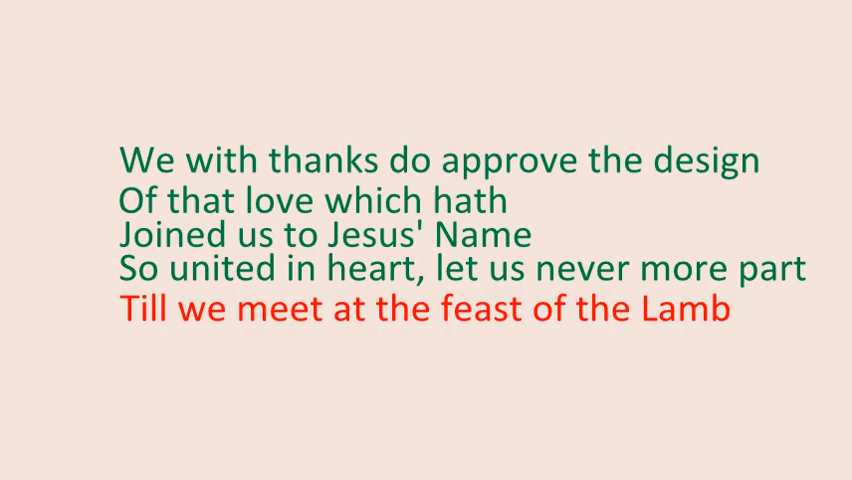 We with thanks do approve the design
Of that love which hath
Joined us to Jesus' Name
So united in heart, let us never more part
Till we meet at the feast of the Lamb